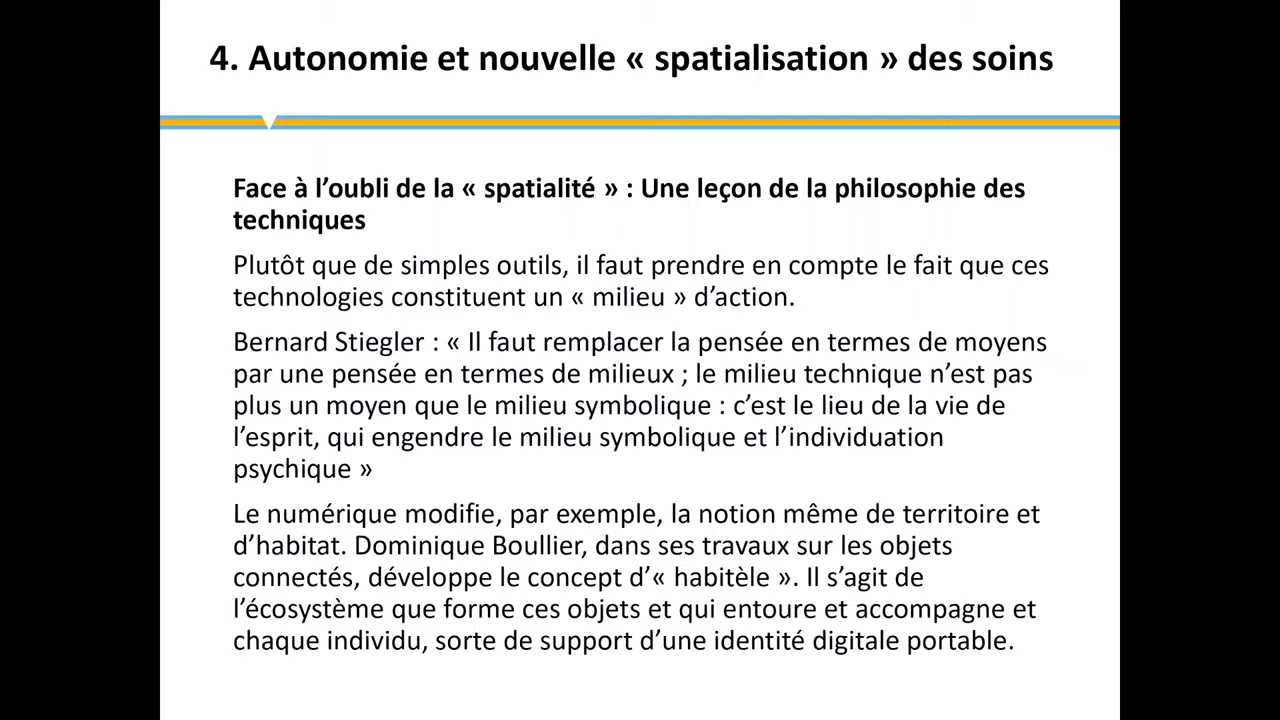 4. Autonomie et nouvelle « spatialisation » des soins
Face à l’oubli de la « spatialité » : Une leçon de la philosophie des
techniques
Plutôt que de simples outils, il faut prendre en compte le fait que ces
technologies constituent un « milieu » d’action.
Bernard Stiegler : « Il faut remplacer la pensée en termes de moyens
par une pensée en termes de milieux ; le milieu technique n’est pas
plus un moyen que le milieu symbolique : c’est le lieu de la vie de
l’esprit, qui engendre le milieu symbolique et l’individuation
psychique »
Le numérique modifie, par exemple, la notion même de territoire et
d’habitat. Dominique Boullier, dans ses travaux sur les objets
connectés, développe le concept d’« habitèle ». Il s’agit de
l’écosystème que forme ces objets et qui entoure et accompagne et
chaque individu, sorte de support d’une identité digitale portable.